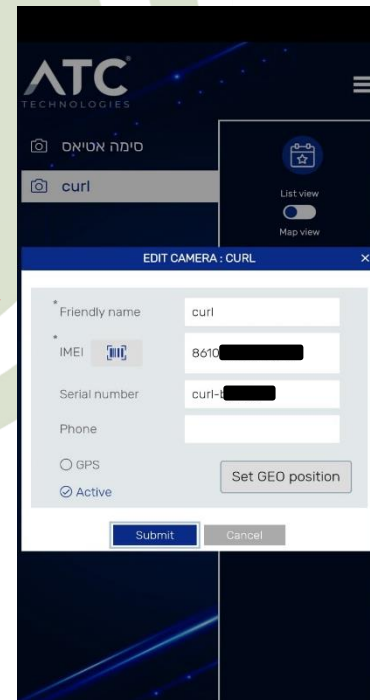 ATC
TECHNOLOGIES
סימה אטיאס
curl
List view
Map view
EDIT CAMERA : CURL ×
* Friendly name curl
* IMEI 8610
Serial number curl-b
Phone
GPS
Active
Set GEO position
Submit Cancel